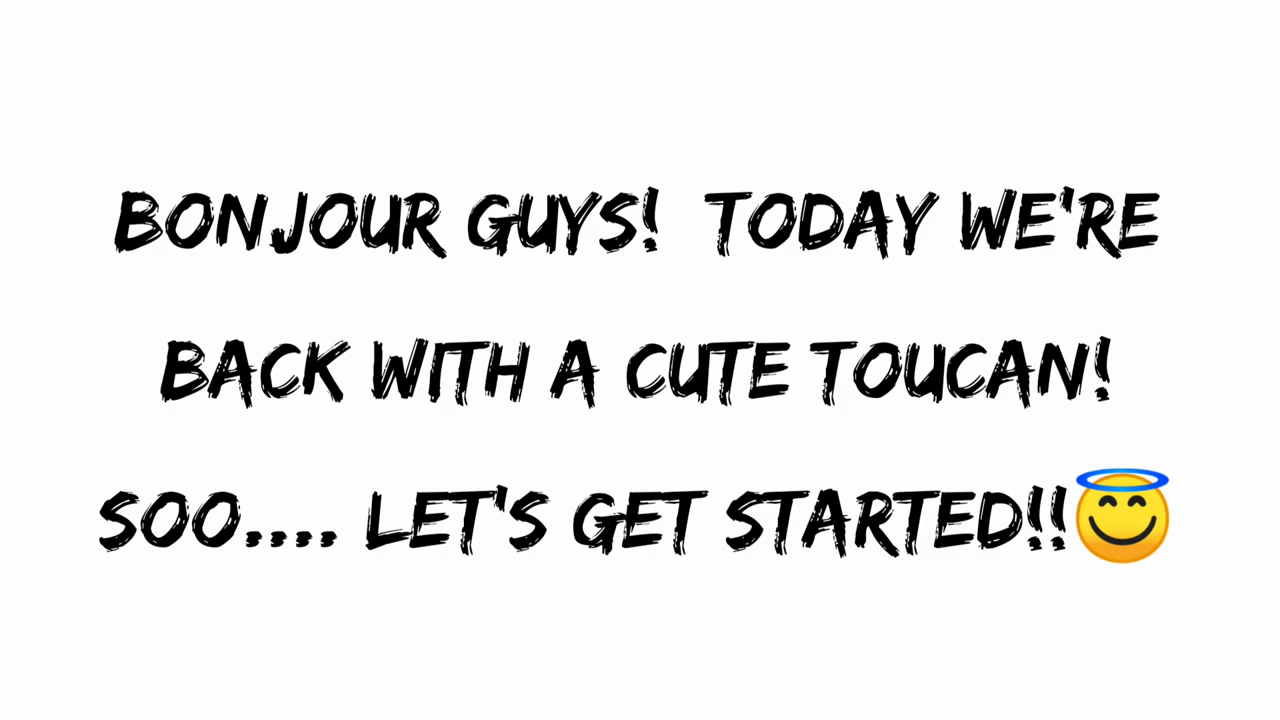 BONJOUR GUYS! TODAY WE'RE
BACK WITH A CUTE TOUCAN!
SOO.... LET'S GET STARTED!!😇